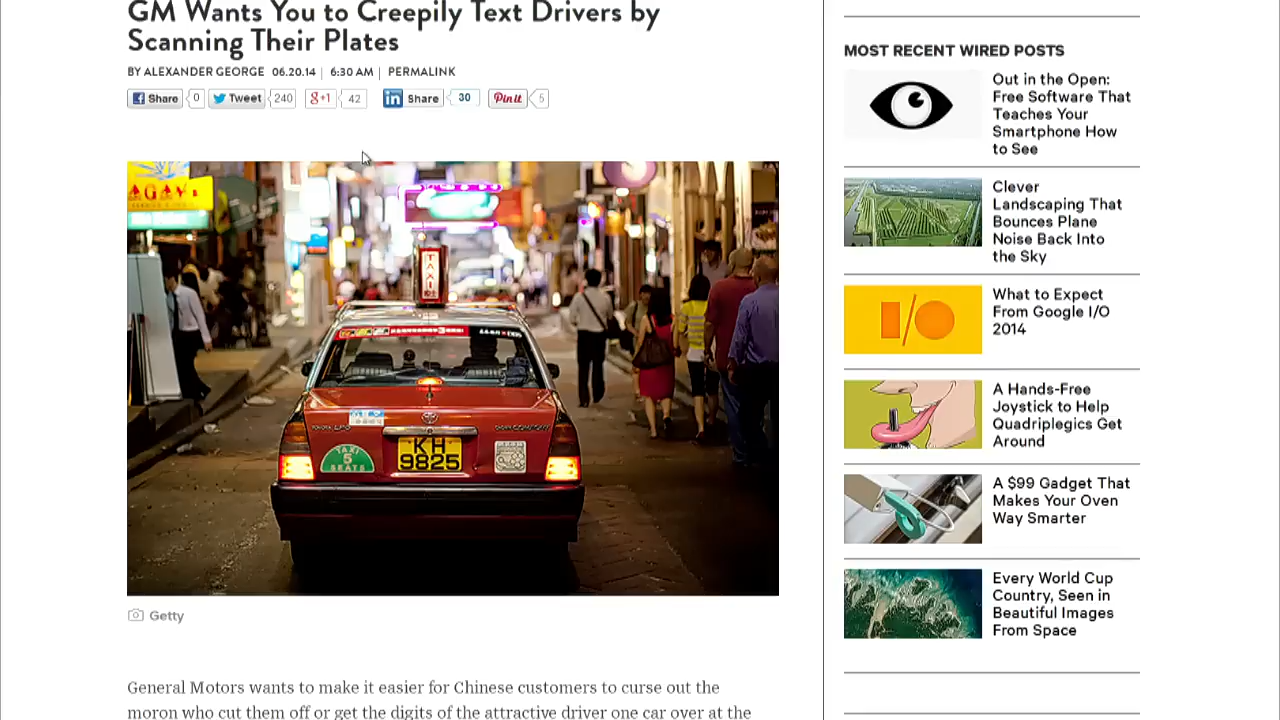 GM Wants You to Creepily Text Drivers by
Scanning Their Plates
BY ALEXANDER GEORGE 06.20.14 | 6:30 AM | PERMALINK
Share 0 Tweet 240 g+1 42 in Share 30 Pin it 5
AGAV
TAXI
TAXI
5
SEATS
KH
9825
Getty
General Motors wants to make it easier for Chinese customers to curse out the
moron who cut them off or get the digits of the attractive driver one car over at the
MOST RECENT WIRED POSTS
Out in the Open:
Free Software That
Teaches Your
Smartphone How
to See
Clever
Landscaping That
Bounces Plane
Noise Back Into
the Sky
I/O
What to Expect
From Google I/O
2014
A Hands-Free
Joystick to Help
Quadriplegics Get
Around
A $99 Gadget That
Makes Your Oven
Way Smarter
Every World Cup
Country, Seen in
Beautiful Images
From Space